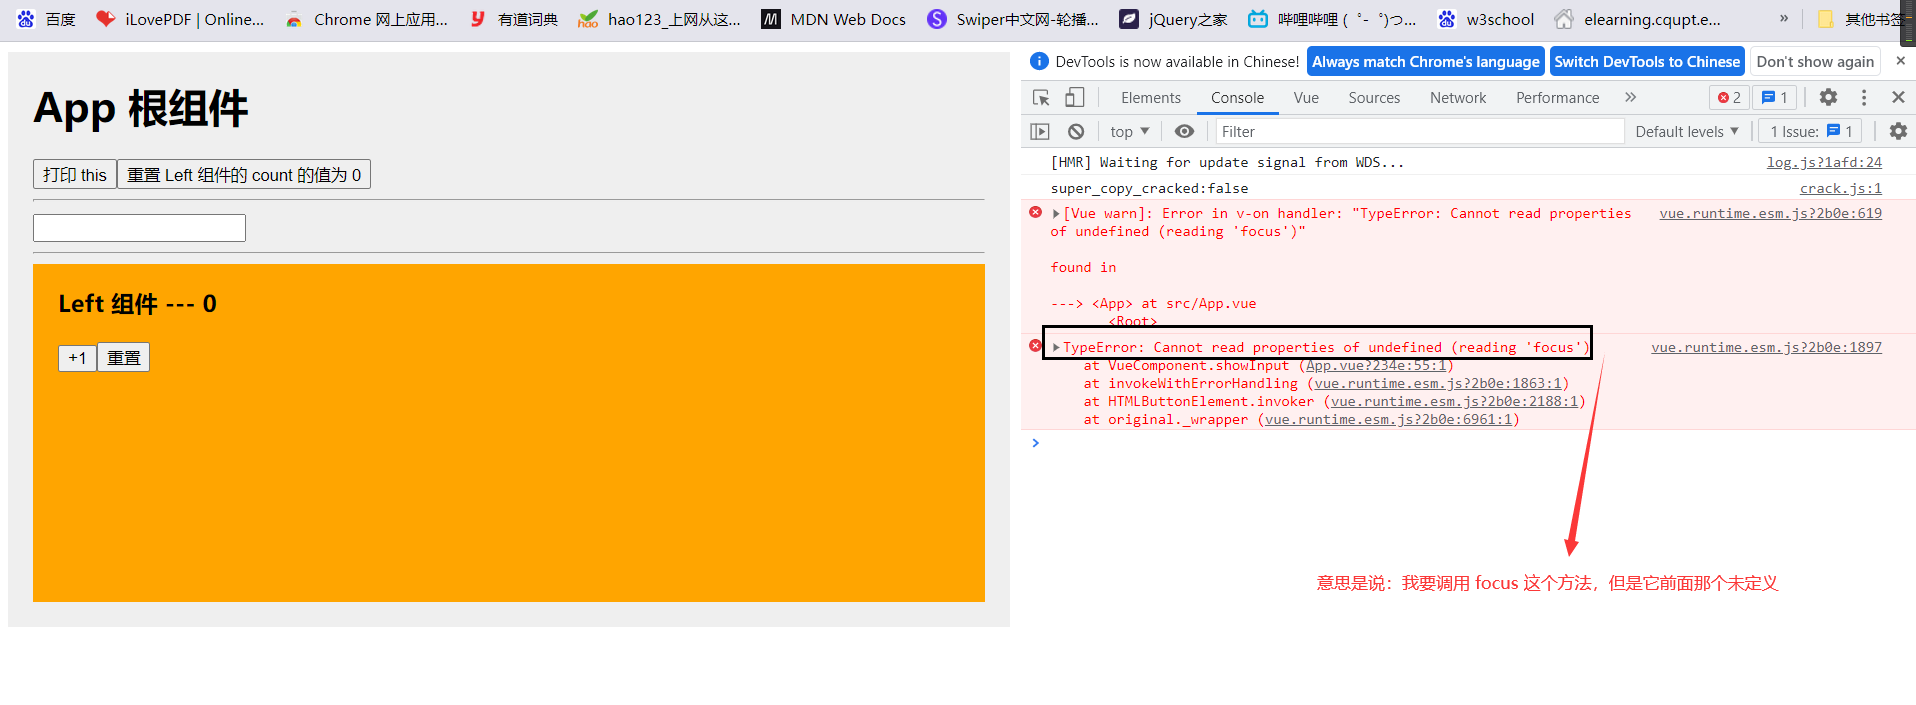 百度 iLovePDF | Online... Chrome 网上应用... 有道词典 hao123_上网从这... MDN Web Docs Swiper中文网-轮播... jQuery之家 哔哩哔哩 ( ゜- ゜)つ... w3school elearning.cqupt.e... » 其他书签
DevTools is now available in Chinese! Always match Chrome's language Switch DevTools to Chinese Don't show again
Elements Console Vue Sources Network Performance » 2 1
top Filter Default levels 1 Issue: 1
App 根组件
打印 this 重置 Left 组件的 count 的值为 0
Left 组件 --- 0
+1 重置
[HMR] Waiting for update signal from WDS... log.js?1afd:24
super_copy_cracked:false crack.js:1
[Vue warn]: Error in v-on handler: "TypeError: Cannot read properties vue.runtime.esm.js?2b0e:619
of undefined (reading 'focus')"
found in
---> <App> at src/App.vue
<Root>
TypeError: Cannot read properties of undefined (reading 'focus') vue.runtime.esm.js?2b0e:1897
at VueComponent.showInput (App.vue?234e:55:1)
at invokeWithErrorHandling (vue.runtime.esm.js?2b0e:1863:1)
at HTMLButtonElement.invoker (vue.runtime.esm.js?2b0e:2188:1)
at original._wrapper (vue.runtime.esm.js?2b0e:6961:1)
意思是说：我要调用 focus 这个方法，但是它前面那个未定义